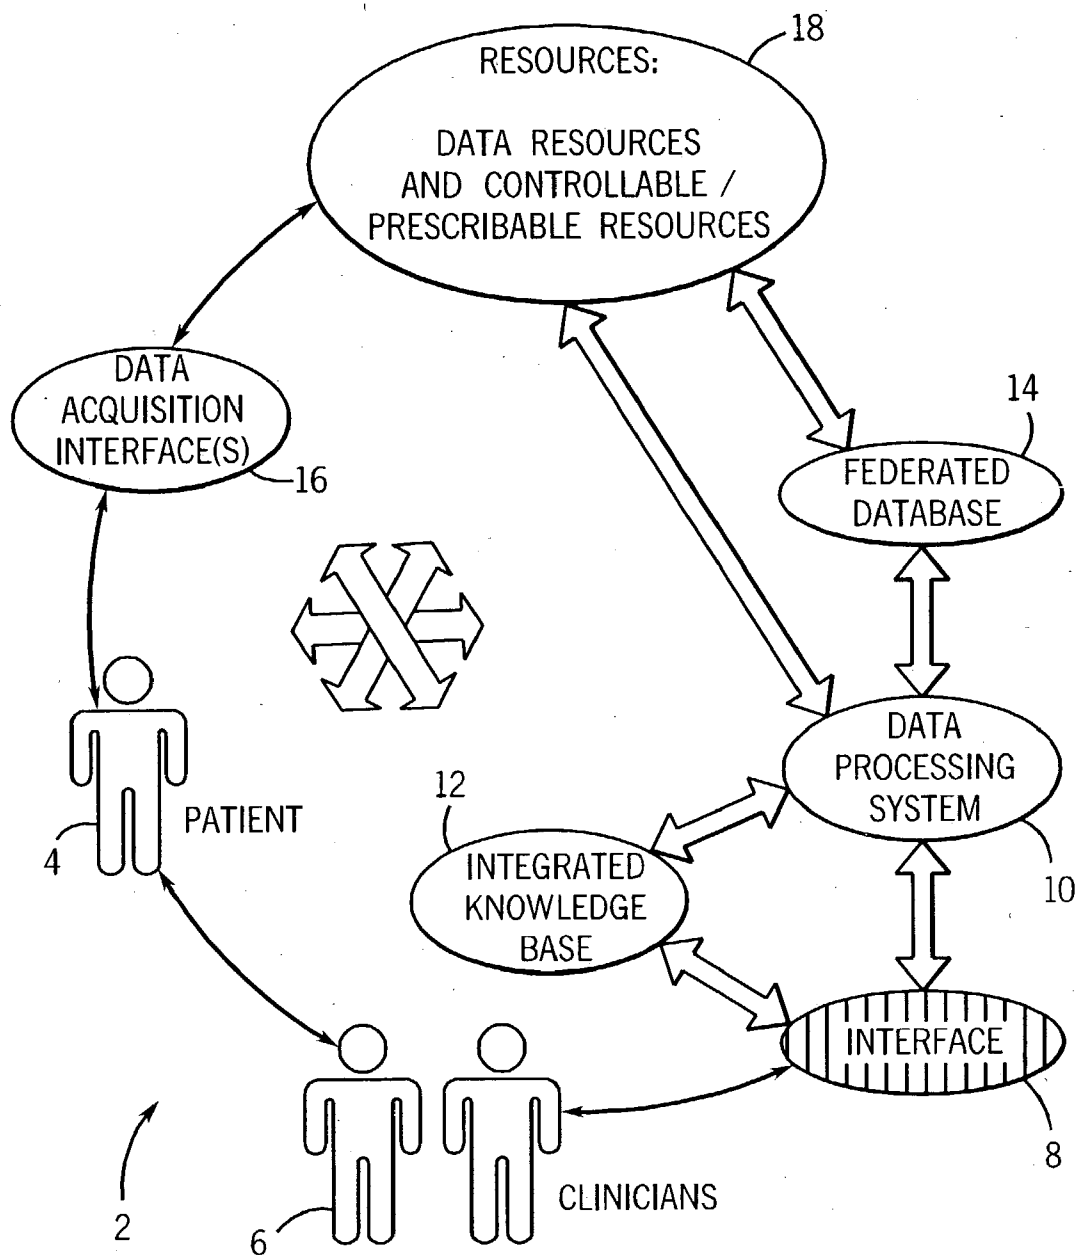 18
RESOURCES:
DATA RESOURCES
AND CONTROLLABLE /
PRESCRIBABLE RESOURCES
DATA
ACQUISITION
INTERFACE(S)
16
14
FEDERATED
DATABASE
DATA
PROCESSING
SYSTEM
10
12
INTEGRATED
KNOWLEDGE
BASE
PATIENT
4
INTERFACE
8
CLINICIANS
6
2